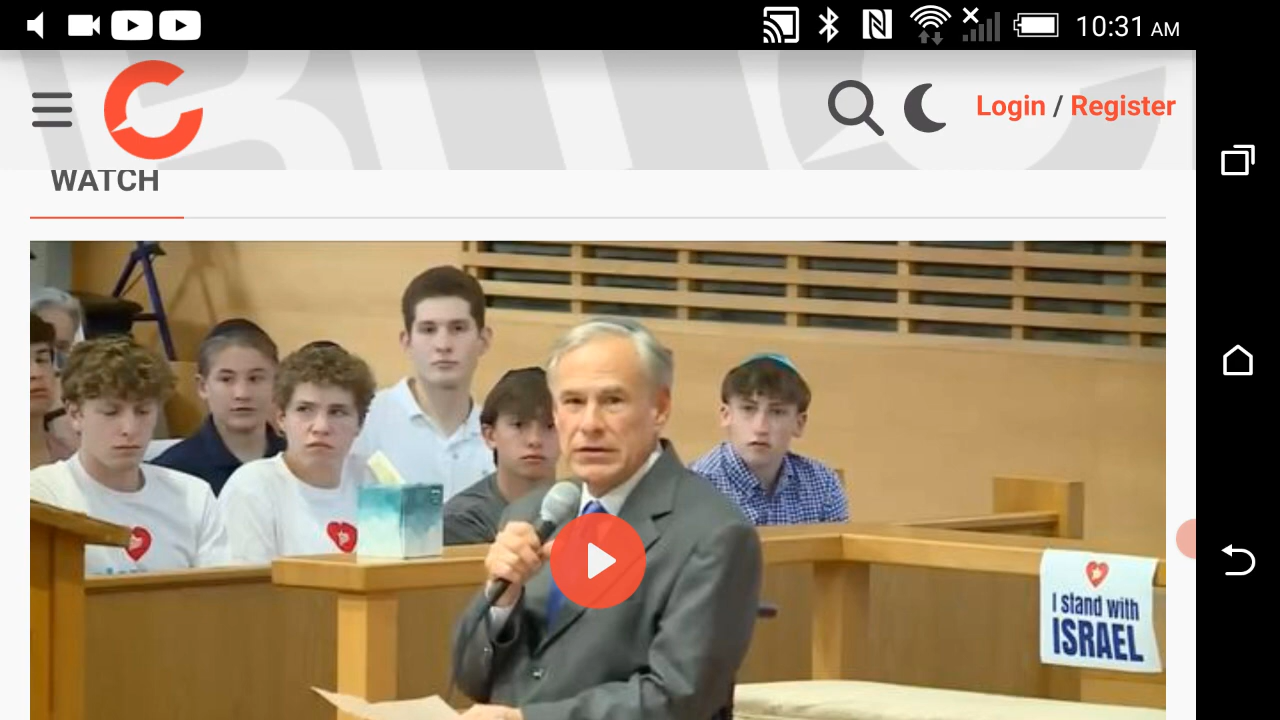 10:31 AM
Login / Register
WATCH
I stand with
ISRAEL